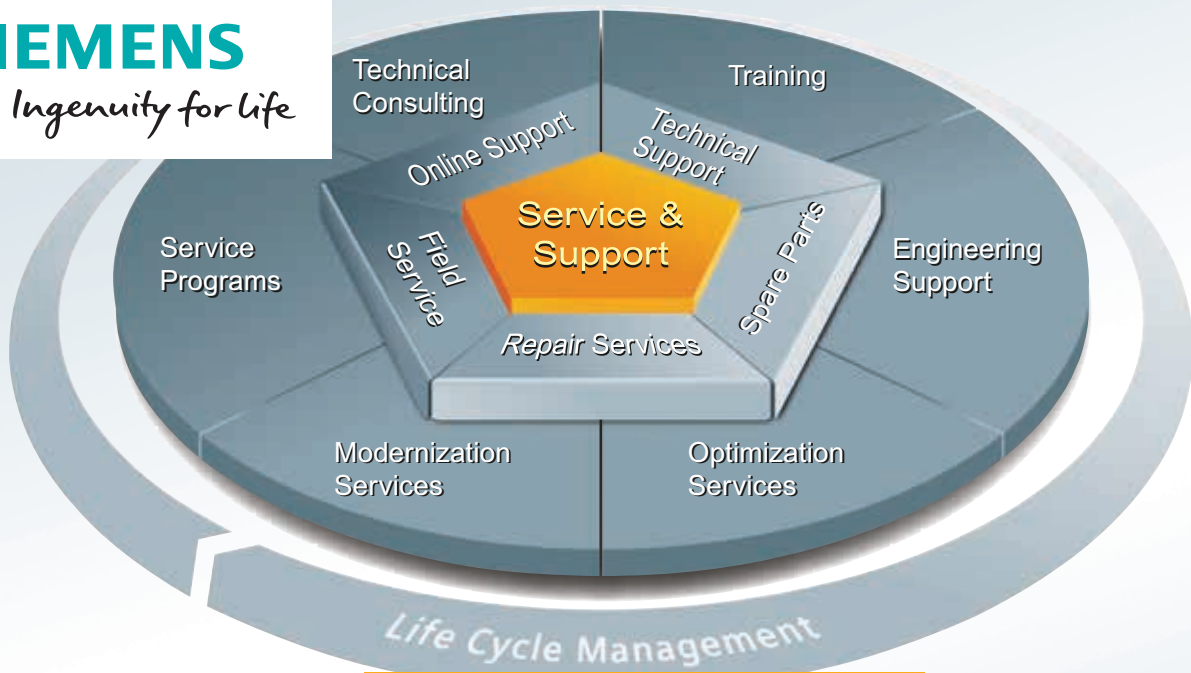 IEMENS
Ingenuity for life
Technical
Consulting
Training
Online Support
Technical
Support
Service &
Support
Service
Programs
Field
Service
Spare Parts
Engineering
Support
Repair Services
Modernization
Services
Optimization
Services
Life Cycle Management